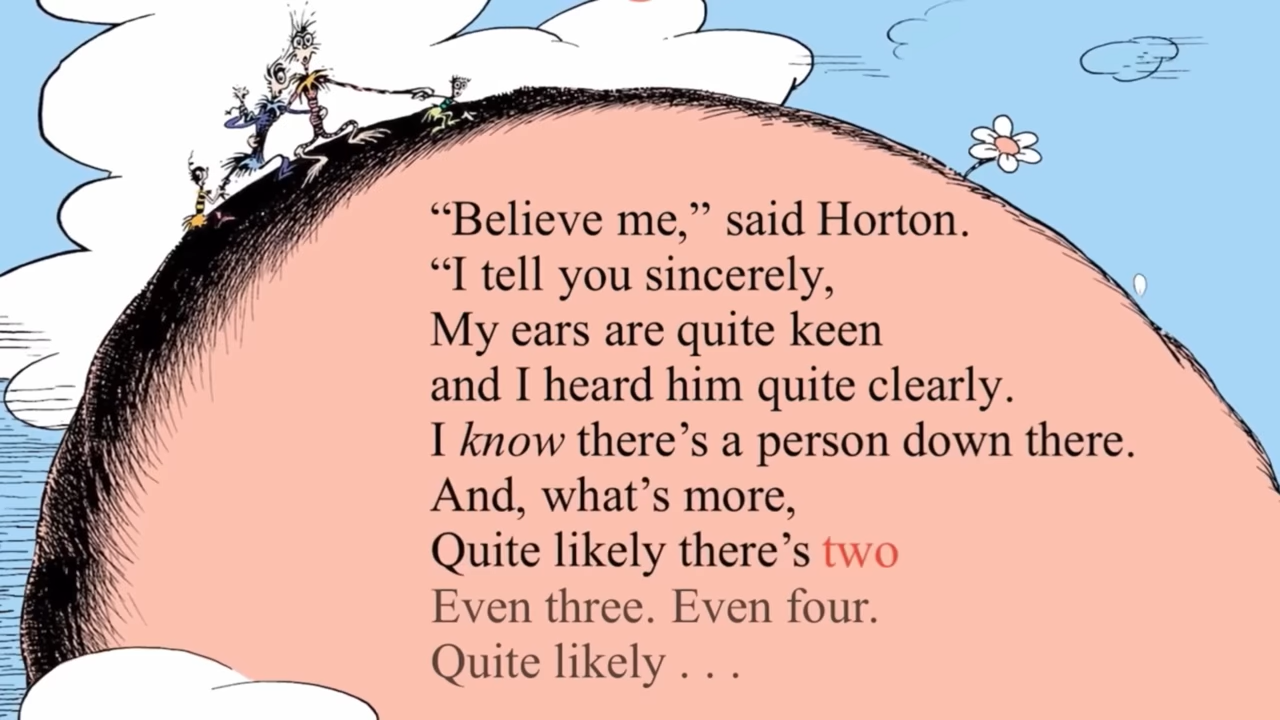 “Believe me,” said Horton.
“I tell you sincerely,
My ears are quite keen
and I heard him quite clearly.
I know there’s a person down there.
And, what’s more,
Quite likely there’s two
Even three. Even four.
Quite likely . . .